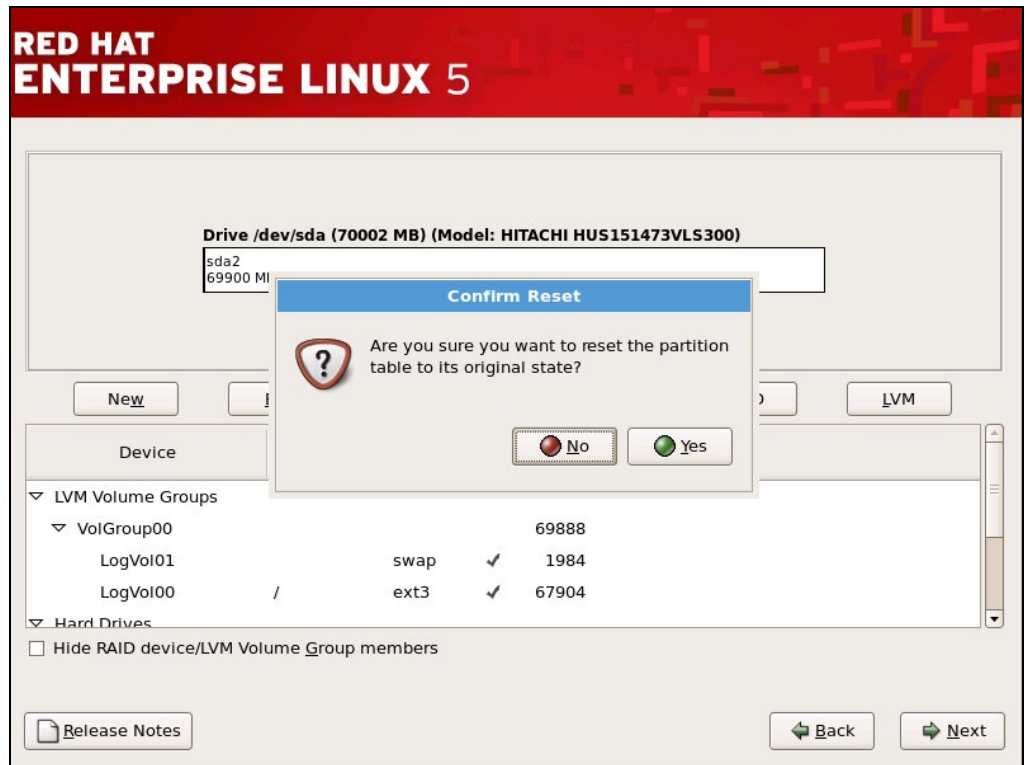 RED HAT
ENTERPRISE LINUX 5
Drive /dev/sda (70002 MB) (Model: HITACHI HUS151473VLS300)
sda2
69900
Confirm Reset
Are you sure you want to reset the partition
table to its original state?
New
LVM
No
Yes
Device
LVM Volume Groups
VolGroup00 69888
LogVol01 swap 1984
LogVol00 / ext3 67904
Hard Drives
Hide RAID device/LVM Volume Group members
Release Notes
Back
Next